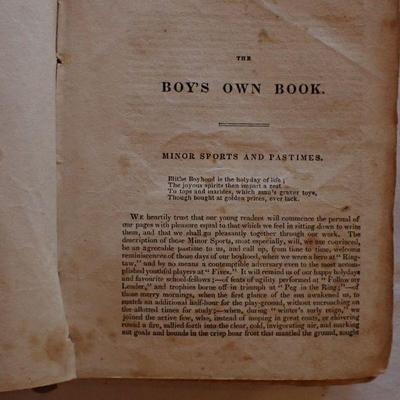 THE
BOY'S OWN BOOK.
MINOR SPORTS AND PASTIMES.
Blithe Boyhood is the holyday of life;
The joyous spirits then impart a zest
To tops and marbles, which man's graver toys,
Though bought at golden prices, ever lack.
WE heartily trust that our young readers will commence the perusal of
our pages with pleasure equal to that which we feel in sitting down to write
them, and that we shall go pleasantly together through our work. The
description of those Minor Sports, most especially, will, we are convinced,
be an agreeable pastime to us, and call up, from time to time, welcome
reminiscences of those days of our boyhood, when we were a hero at "Ring-
taw," and by no means a contemptible adversary even to the most accom-
plished youthful players at "Fives." It will remind us of our happy holydays
and favourite school-fellows;—of feats of agility performed at "Follow my
Leader," and trophies borne off in triumph at "Peg in the Ring;"—of
those merry mornings, when the first glance of the sun awakened us, to
snatch an additional half-hour for the play-ground, without encroaching on
the allotted times for study;—when, during "winter's early reign," we
joined the active few, who, instead of moping in great coats, or shivering
round a fire, sallied forth into the clear, cold, invigorating air, and marking
out goals and bounds in the crisp hoar frost that mantled the ground, sought